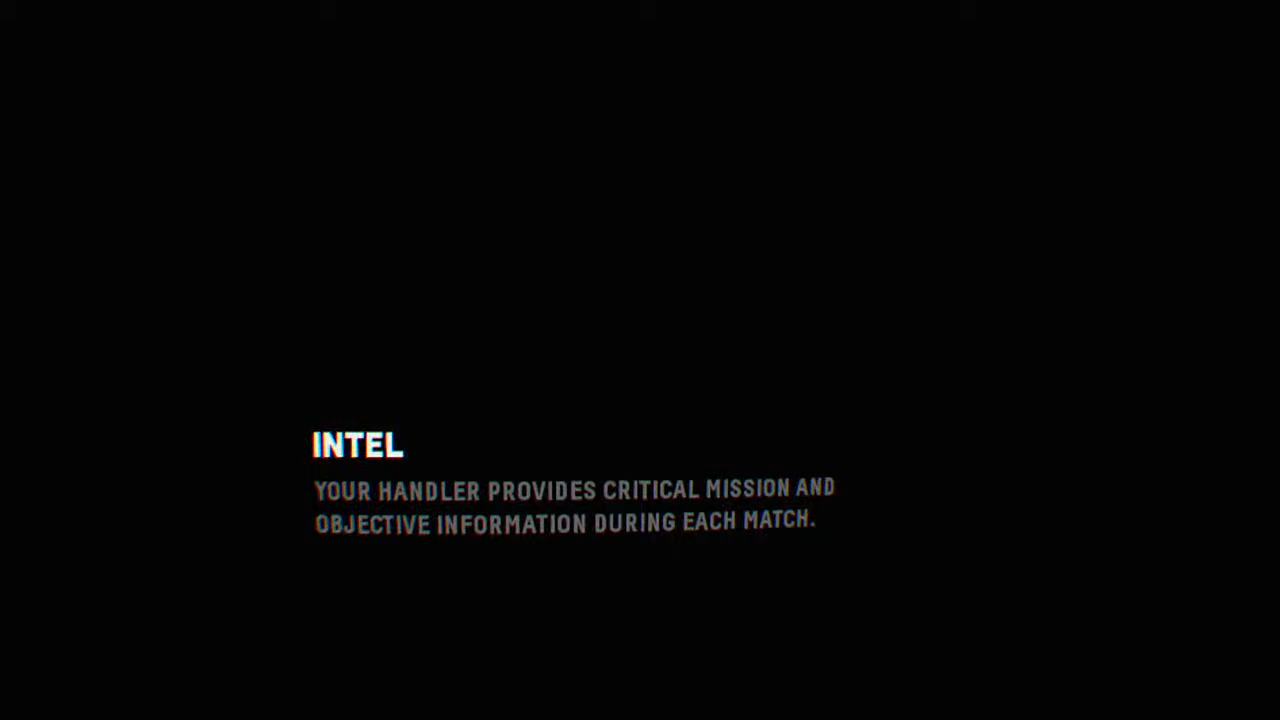 INTEL
YOUR HANDLER PROVIDES CRITICAL MISSION AND
OBJECTIVE INFORMATION DURING EACH MATCH.